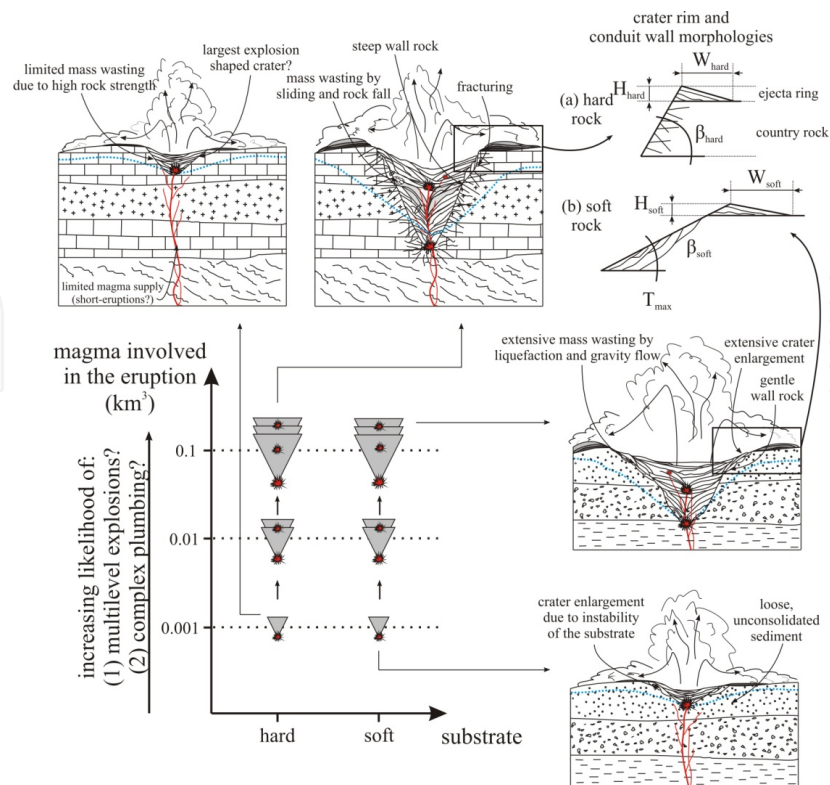 crater rim and
conduit wall morphologies
limited mass wasting
due to high rock strength
largest explosion
shaped crater?
steep wall rock
mass wasting by
sliding and rock fall
fracturing
limited magma supply
(short-eruptions?)
(a) hard
rock
H hard
W hard
ejecta ring
β hard
country rock
(b) soft
rock
H soft
W soft
β soft
T max
magma involved
in the eruption
(km³)
extensive mass wasting by
liquefaction and gravity flow
extensive crater
enlargement
gentle
wall rock
increasing likelihood of:
(1) multilevel explosions?
(2) complex plumbing?
0.1
0.01
0.001
crater enlargement
due to instability
of the substrate
loose,
unconsolidated
sediment
hard
soft
substrate